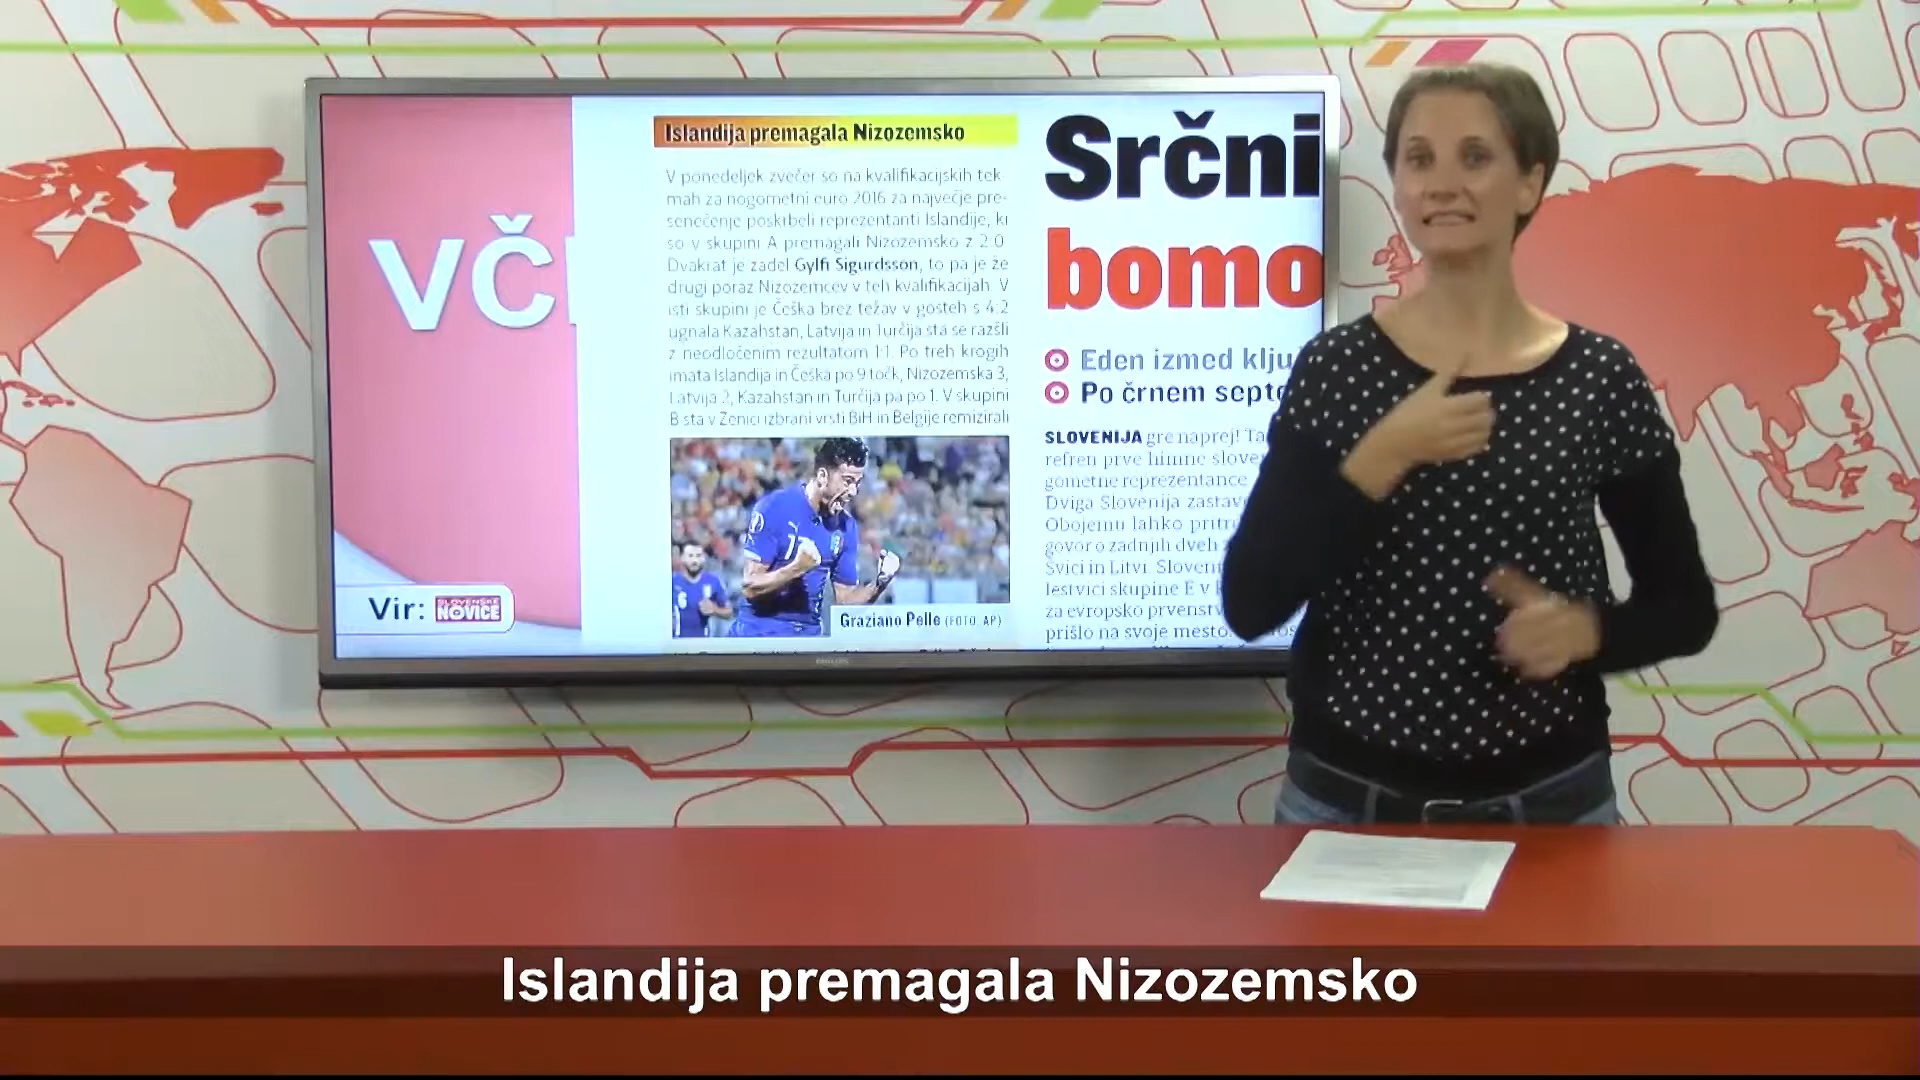 VČ
Vir: SLOVENSKE NOVICE
Islandija premagala Nizozemsko
V ponedeljek zvečer so na kvalifikacijskih tek-
mah za nogometni euro 2016 za največje pre-
senečenje poskrbeli reprezentanti Islandije, ki
so v skupini A premagali Nizozemsko z 2:0.
Dvakrat je zadel Gylfi Sigurdsson, to pa je že
drugi poraz Nizozemcev v teh kvalifikacijah. V
isti skupini je Češka brez težav v gosteh s 4:2
ugnala Kazahstan, Latvija in Turčija sta se razšli
z neodločenim rezultatom 1:1. Po treh krogih
imata Islandija in Češka po 9 točk, Nizozemska 3,
Latvija 2, Kazahstan in Turčija pa po 1. V skupini
B sta v Zenici izbrani vrsti BiH in Belgije remizirali
Graziano Pelle (FOTO: AP)
Srčni
bomo
Eden izmed klju
Po črnem septe
SLOVENIJA gre naprej! Ta
refren prve himne sloven
gometne reprezentance
Dviga Slovenija zastave
Obojemu lahko pritr
govor o zadnjih dveh
Švici in Litvi. Sloven
lestvici skupine E v
za evropsko prvenstv
prišlo na svoje mesto.
Islandija premagala Nizozemsko